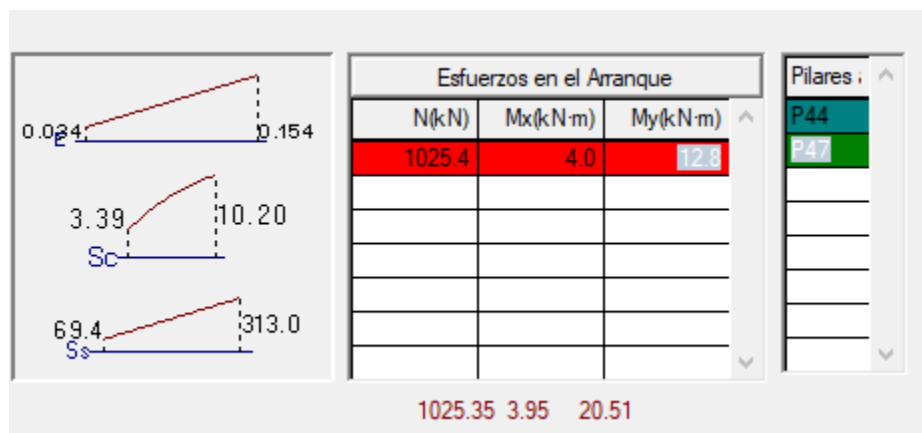 0.034
0.154
E
3.39
10.20
Sc
69.4
313.0
Ss
Esfuerzos en el Arranque
N(kN) Mx(kN·m) My(kN·m)
1025.4 4.0 12.8
1025.35 3.95 20.51
Pilares
P44
P47